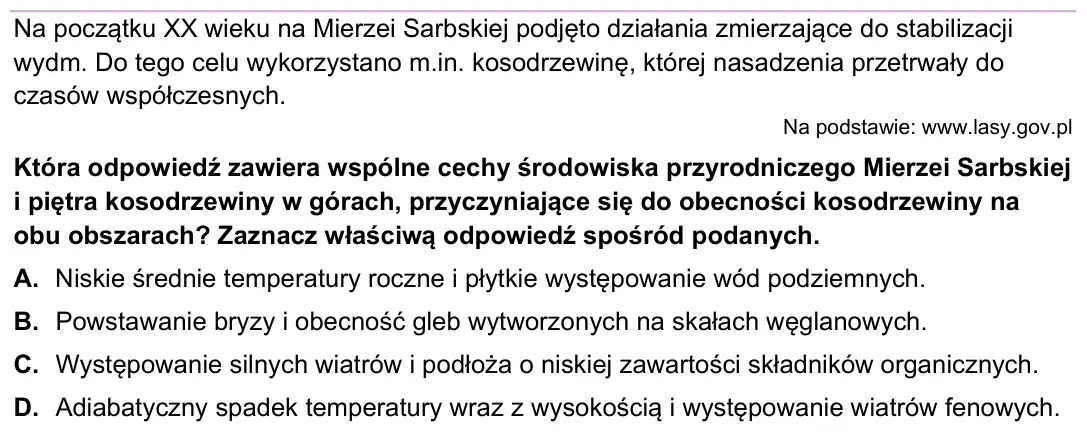 Na początku XX wieku na Mierzei Sarbskiej podjęto działania zmierzające do stabilizacji
wydm. Do tego celu wykorzystano m.in. kosodrzewinę, której nasadzenia przetrwały do
czasów współczesnych.
Na podstawie: www.lasy.gov.pl
Która odpowiedź zawiera wspólne cechy środowiska przyrodniczego Mierzei Sarbskiej
i piętra kosodrzewiny w górach, przyczyniające się do obecności kosodrzewiny na
obu obszarach? Zaznacz właściwą odpowiedź spośród podanych.
A. Niskie średnie temperatury roczne i płytkie występowanie wód podziemnych.
B. Powstawanie bryzy i obecność gleb wytworzonych na skałach węglanowych.
C. Występowanie silnych wiatrów i podłoża o niskiej zawartości składników organicznych.
D. Adiabatyczny spadek temperatury wraz z wysokością i występowanie wiatrów fenowych.